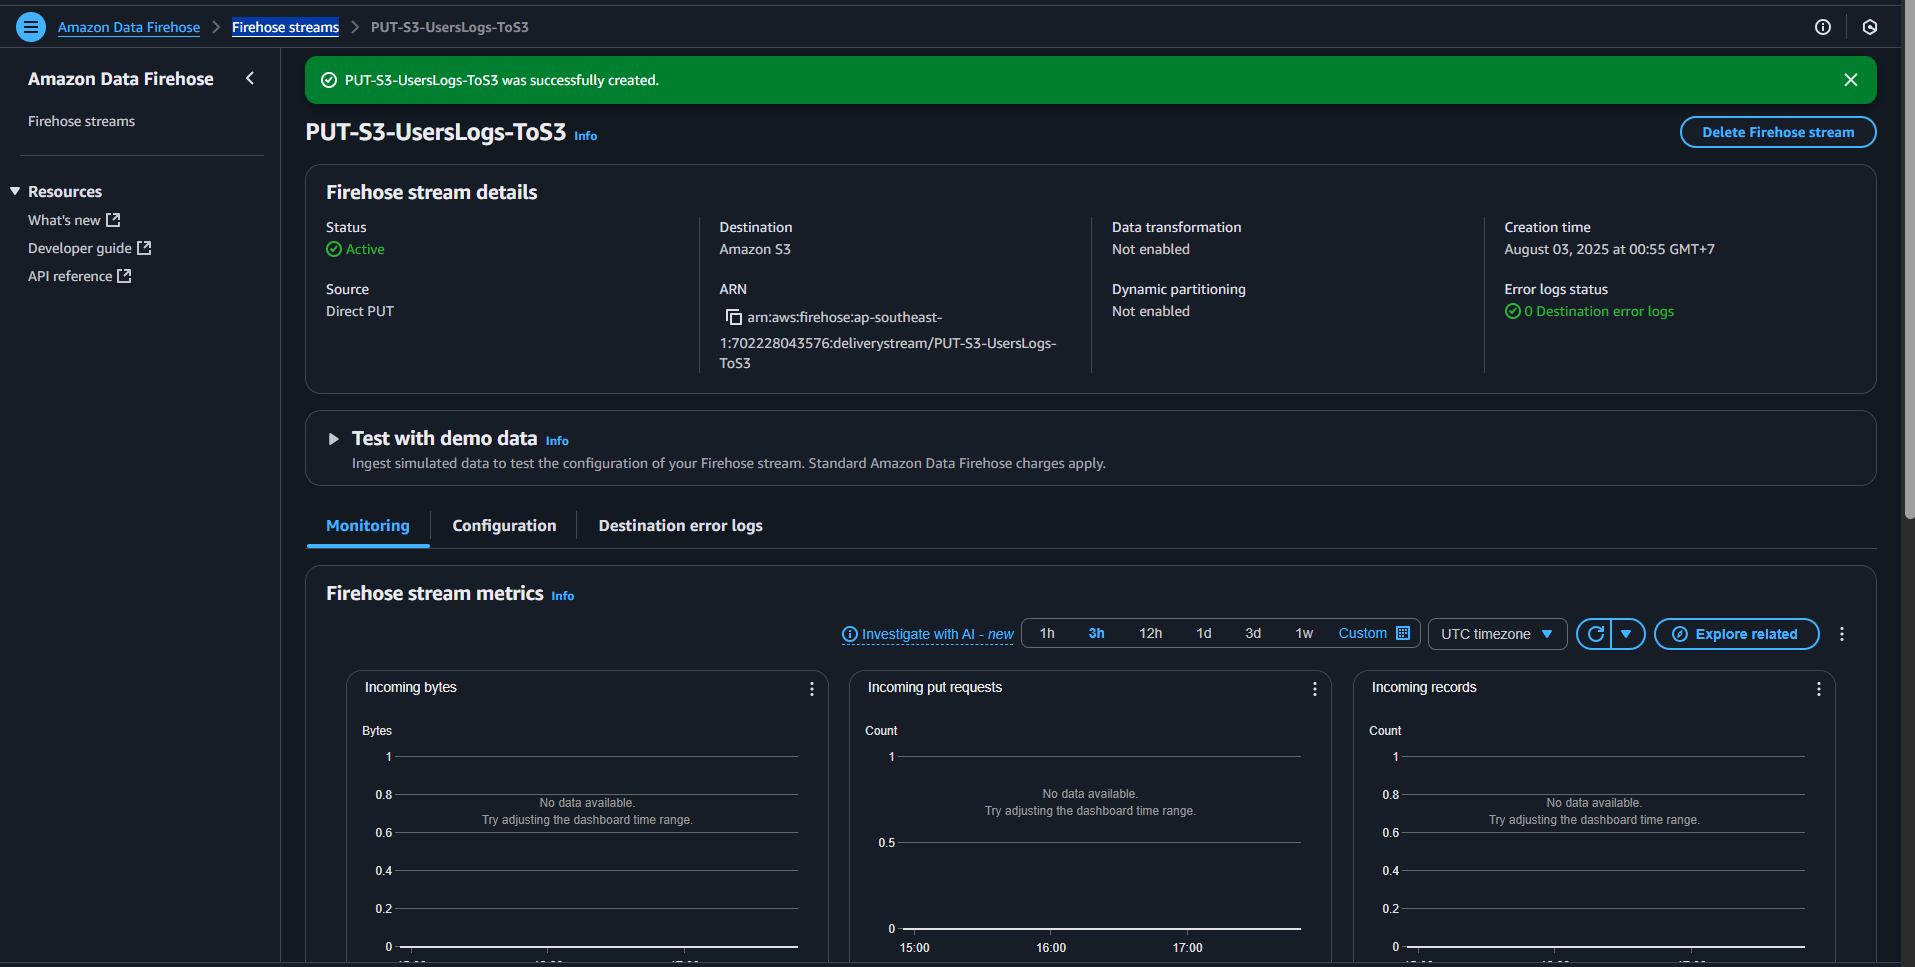 Amazon Data Firehose > Firehose streams > PUT-S3-UsersLogs-ToS3
Amazon Data Firehose
Firehose streams
Resources
What's new
Developer guide
API reference
PUT-S3-UsersLogs-ToS3 was successfully created.
PUT-S3-UsersLogs-ToS3 Info
Delete Firehose stream
Firehose stream details
Status
Active
Source
Direct PUT
Destination
Amazon S3
ARN
arn:aws:firehose:ap-southeast-
1:702228043576:deliverystream/PUT-S3-UsersLogs-
ToS3
Data transformation
Not enabled
Dynamic partitioning
Not enabled
Creation time
August 03, 2025 at 00:55 GMT+7
Error logs status
0 Destination error logs
Test with demo data Info
Ingest simulated data to test the configuration of your Firehose stream. Standard Amazon Data Firehose charges apply.
Monitoring
Configuration
Destination error logs
Firehose stream metrics Info
Investigate with AI - new
1h 3h 12h 1d 3d 1w Custom
UTC timezone
Explore related
Incoming bytes
Bytes
1
0.8
No data available.
Try adjusting the dashboard time range.
0.6
0.4
0.2
0
Incoming put requests
Count
1
No data available.
Try adjusting the dashboard time range.
0.5
0
15:00 16:00 17:00
Incoming records
Count
1
0.8
No data available.
Try adjusting the dashboard time range.
0.6
0.4
0.2
0